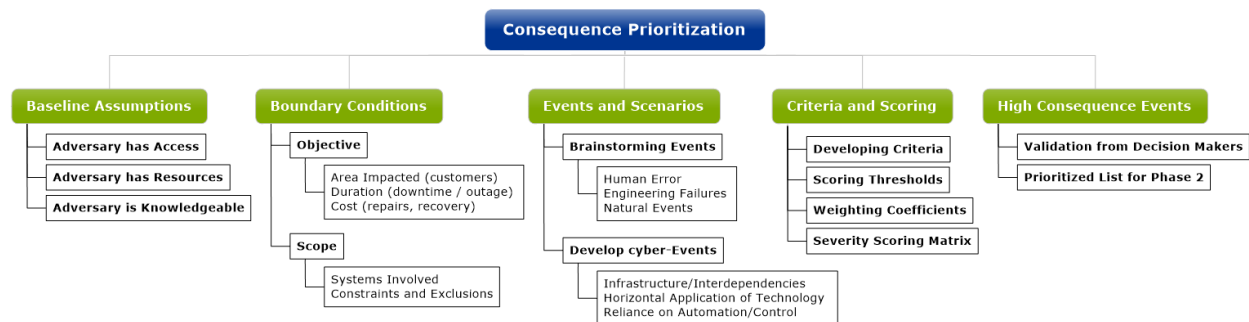 Consequence Prioritization
Baseline Assumptions
Adversary has Access
Adversary has Resources
Adversary is Knowledgeable
Boundary Conditions
Objective
Area Impacted (customers)
Duration (downtime / outage)
Cost (repairs, recovery)
Scope
Systems Involved
Constraints and Exclusions
Events and Scenarios
Brainstorming Events
Human Error
Engineering Failures
Natural Events
Develop cyber-Events
Infrastructure/Interdependencies
Horizontal Application of Technology
Reliance on Automation/Control
Criteria and Scoring
Developing Criteria
Scoring Thresholds
Weighting Coefficients
Severity Scoring Matrix
High Consequence Events
Validation from Decision Makers
Prioritized List for Phase 2